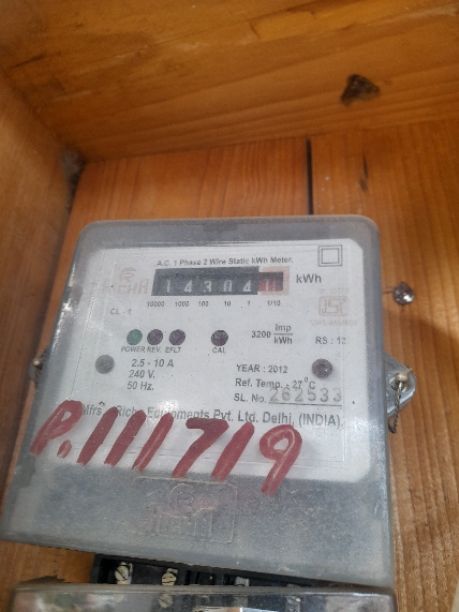 A.C. 1 Phase 2 Wire Static kWh Meter.
14304 kWh
10000 1000 100 10 1 1/10
CL.-1
3200 imp/kWh
RS : 12
POWER REV. EFLT CAL
2.5 - 10 A
240 V.
50 Hz.
YEAR : 2012
Ref. Temp. - 27°C
SL. No. 262533
Pvt. Ltd. Delhi, (INDIA).
P.111719